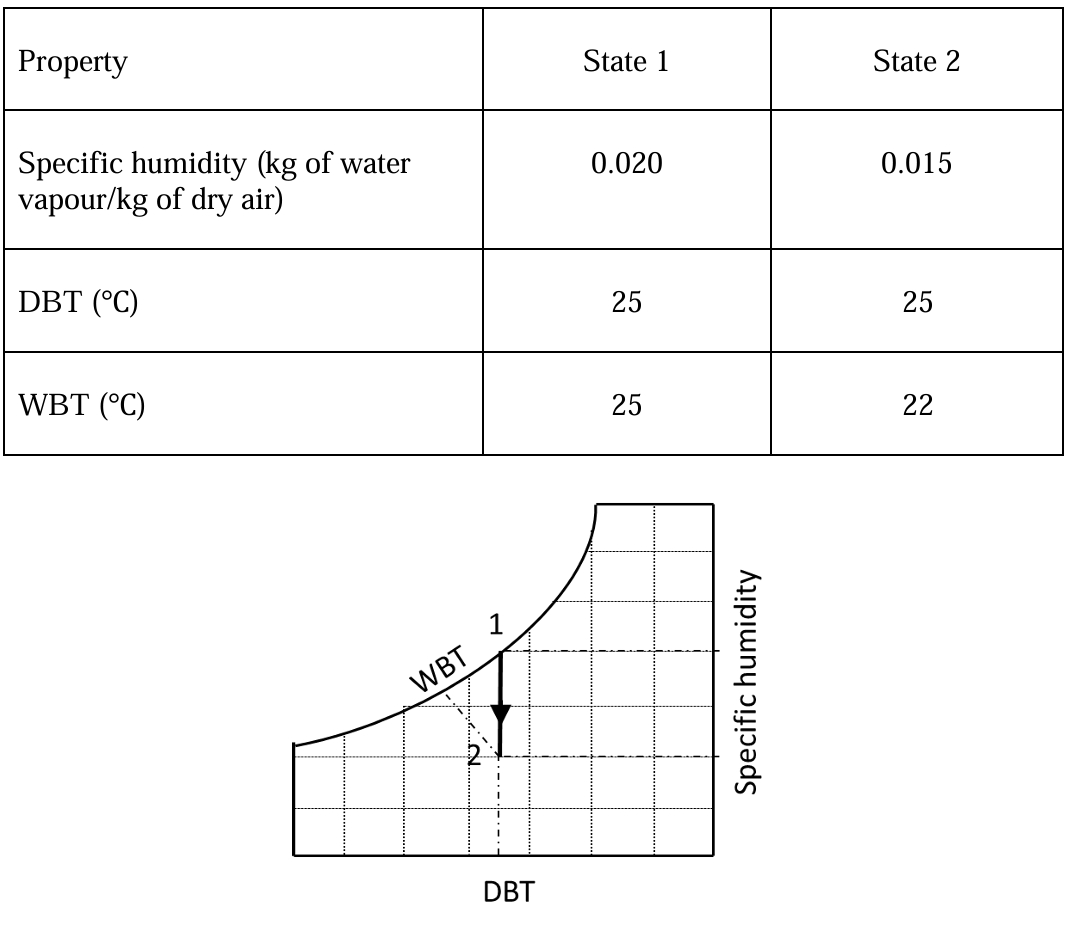 Property State 1 State 2
Specific humidity (kg of water
vapour/kg of dry air) 0.020 0.015
DBT (°C) 25 25
WBT (°C) 25 22
1
WBT
2
Specific humidity
DBT